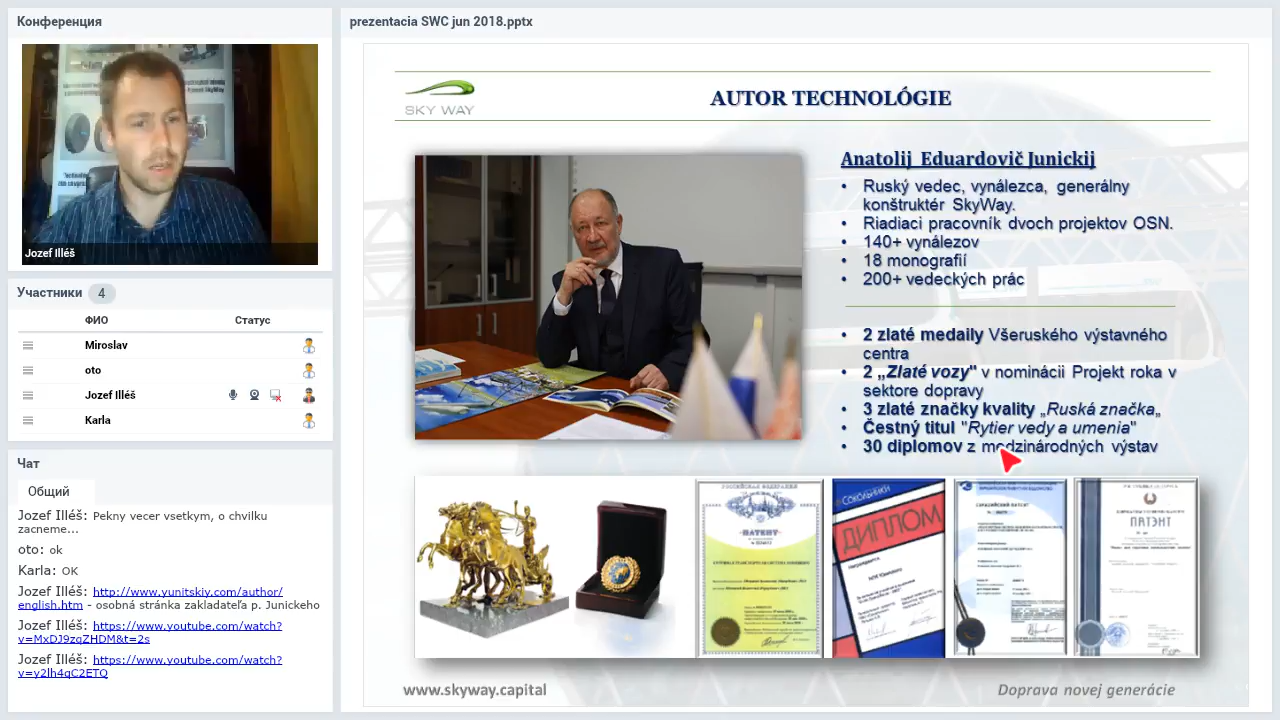 Конференция
Jozef Illéš
Участники 4
ФИО Статус
Miroslav
oto
Jozef Illéš
Karla
Чат
Общий
Jozef Illéš: Pekny vecer vsetkym, o chvilku
zacneme...
oto: ok
Karla: OK
Jozef Illéš: http://www.yunitskiy.com/author/
english.htm - osobná stránka zakladateľa p. Junického
Jozef Illéš: https://www.youtube.com/watch?
Jozef Illéš: https://www.youtube.com/watch?
v=y2lh4qC2ETQ
prezentacia SWC jun 2018.pptx
SKY WAY
AUTOR TECHNOLÓGIE
Anatolij Eduardovič Junickij
• Ruský vedec, vynálezca, generálny
konštruktér SkyWay.
• Riadiaci pracovník dvoch projektov OSN.
• 140+ vynálezov
• 18 monografií
• 200+ vedeckých prác
• 2 zlaté medaily Všeruského výstavného
centra
• 2 „Zlaté vozy" v nominácii Projekt roka v
sektore dopravy
• 3 zlaté značky kvality „Ruská značka„
• Čestný titul "Rytier vedy a umenia"
• 30 diplomov z medzinárodných výstav
СОКОЛЬНИКИ
ДИПЛОМ
ПАТЭНТ
www.skyway.capital
Doprava novej generácie